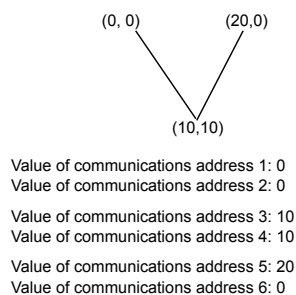 (0, 0) (20,0)
(10,10)
Value of communications address 1: 0
Value of communications address 2: 0
Value of communications address 3: 10
Value of communications address 4: 10
Value of communications address 5: 20
Value of communications address 6: 0